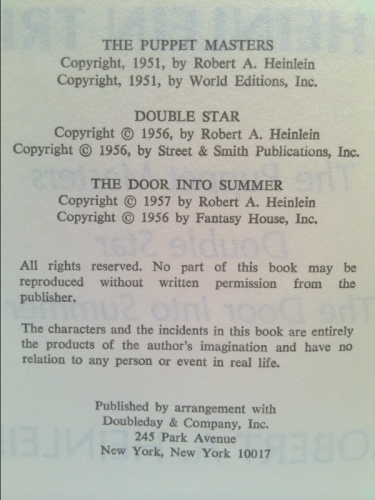 THE PUPPET MASTERS
Copyright, 1951, by Robert A. Heinlein
Copyright, 1951, by World Editions, Inc.
DOUBLE STAR
Copyright © 1956, by Robert A. Heinlein
Copyright © 1956, by Street & Smith Publications, Inc.
THE DOOR INTO SUMMER
Copyright © 1957 by Robert A. Heinlein
Copyright © 1956 by Fantasy House, Inc.
All rights reserved. No part of this book may be
reproduced without written permission from the
publisher.
The characters and the incidents in this book are entirely
the products of the author's imagination and have no
relation to any person or event in real life.
Published by arrangement with
Doubleday & Company, Inc.
245 Park Avenue
New York, New York 10017